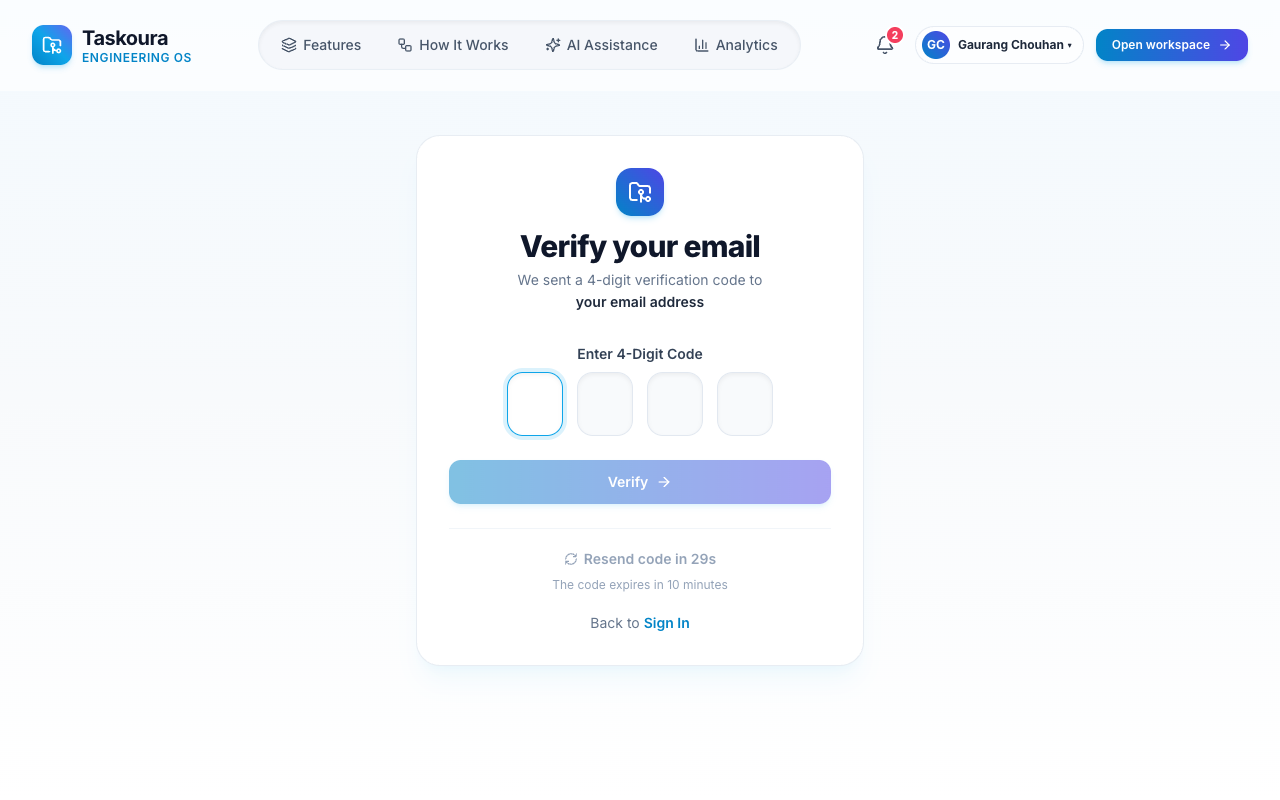 Taskoura
ENGINEERING OS
Features
How It Works
AI Assistance
Analytics
2
GC
Gaurang Chouhan
Open workspace
Verify your email
We sent a 4-digit verification code to
your email address
Enter 4-Digit Code
Verify
Resend code in 29s
The code expires in 10 minutes
Back to Sign In